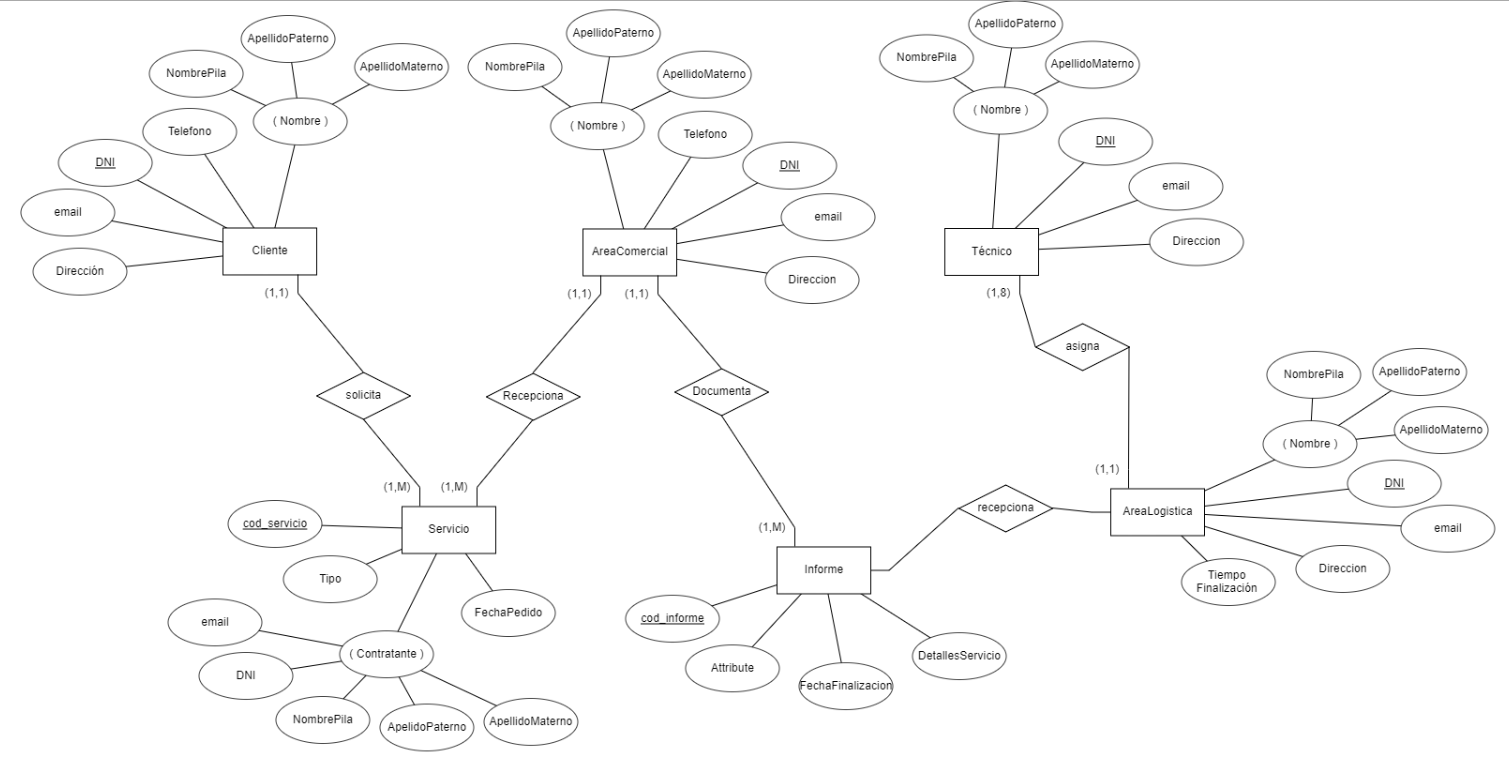 ApellidoPaterno
NombrePila
ApellidoMaterno
( Nombre )
Telefono
DNI
email
Dirección
Cliente
(1,1)
ApellidoPaterno
NombrePila
ApellidoMaterno
( Nombre )
Telefono
DNI
email
Direccion
AreaComercial
(1,1)
(1,1)
ApellidoPaterno
NombrePila
ApellidoMaterno
( Nombre )
DNI
email
Direccion
Técnico
(1,8)
asigna
(1,1)
solicita
Recepciona
Documenta
(1,M)
(1,M)
(1,M)
cod_servicio
Servicio
Tipo
FechaPedido
email
( Contratante )
DNI
NombrePila
ApelidoPaterno
ApellidoMaterno
Informe
cod_informe
Attribute
FechaFinalizacion
DetallesServicio
recepciona
AreaLogistica
NombrePila
ApellidoPaterno
ApellidoMaterno
( Nombre )
DNI
email
Direccion
Tiempo
Finalización